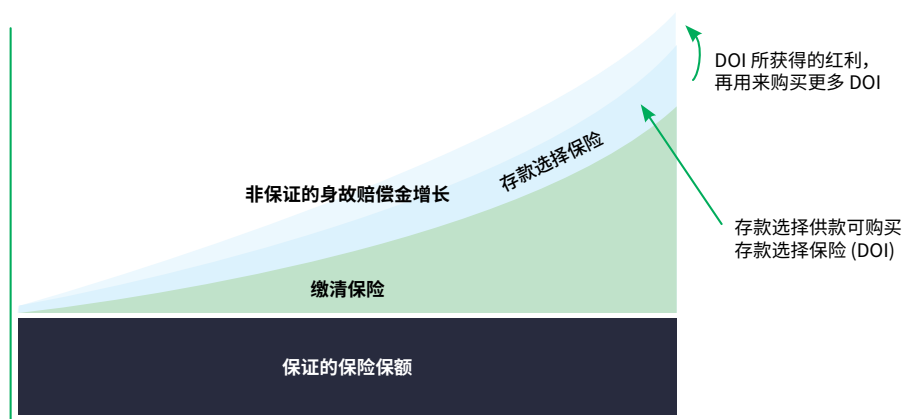 DOI 所获得的红利，
再用来购买更多 DOI
存款选择保险
非保证的身故赔偿金增长
存款选择供款可购买
存款选择保险 (DOI)
缴清保险
保证的保险保额